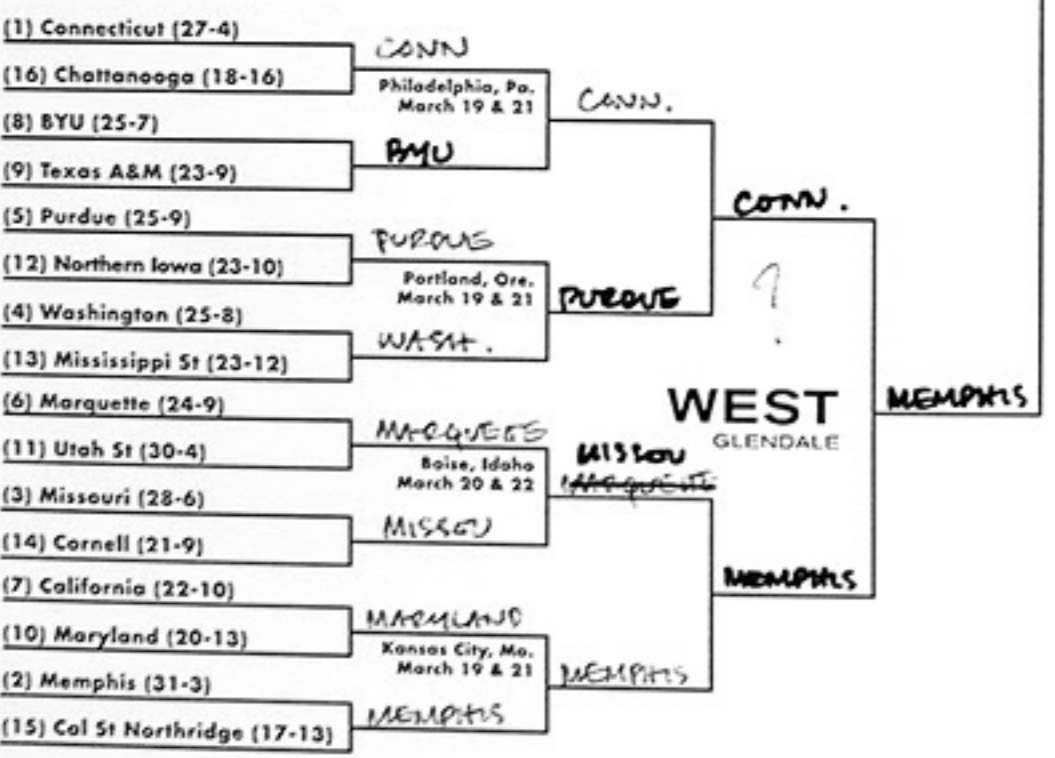 (1) Connecticut (27-4)
CONN
(16) Chattanooga (18-16)
Philadelphia, Pa.
March 19 & 21
CONN.
(8) BYU (25-7)
BYU
(9) Texas A&M (23-9)
CONN.
(5) Purdue (25-9)
PURDUE
(12) Northern Iowa (23-10)
Portland, Ore.
March 19 & 21
PURDUE
?
(4) Washington (25-8)
WASH.
(13) Mississippi St (23-12)
(6) Marquette (24-9)
WEST
GLENDALE
MEMPHIS
MARQUETTE
(11) Utah St (30-4)
Boise, Idaho
March 20 & 22
MISSOU
MARQUETTE
(3) Missouri (28-6)
MISSOU
(14) Cornell (21-9)
MEMPHIS
(7) California (22-10)
MARYLAND
(10) Maryland (20-13)
Kansas City, Mo.
March 19 & 21
MEMPHIS
(2) Memphis (31-3)
MEMPHIS
(15) Cal St Northridge (17-13)